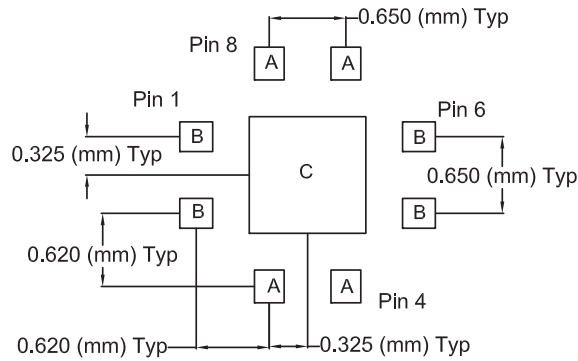 0.650 (mm) Typ
Pin 8
A A
Pin 1
Pin 6
B B
0.325 (mm) Typ
C
0.650 (mm) Typ
B B
0.620 (mm) Typ
A A
Pin 4
0.620 (mm) Typ 0.325 (mm) Typ